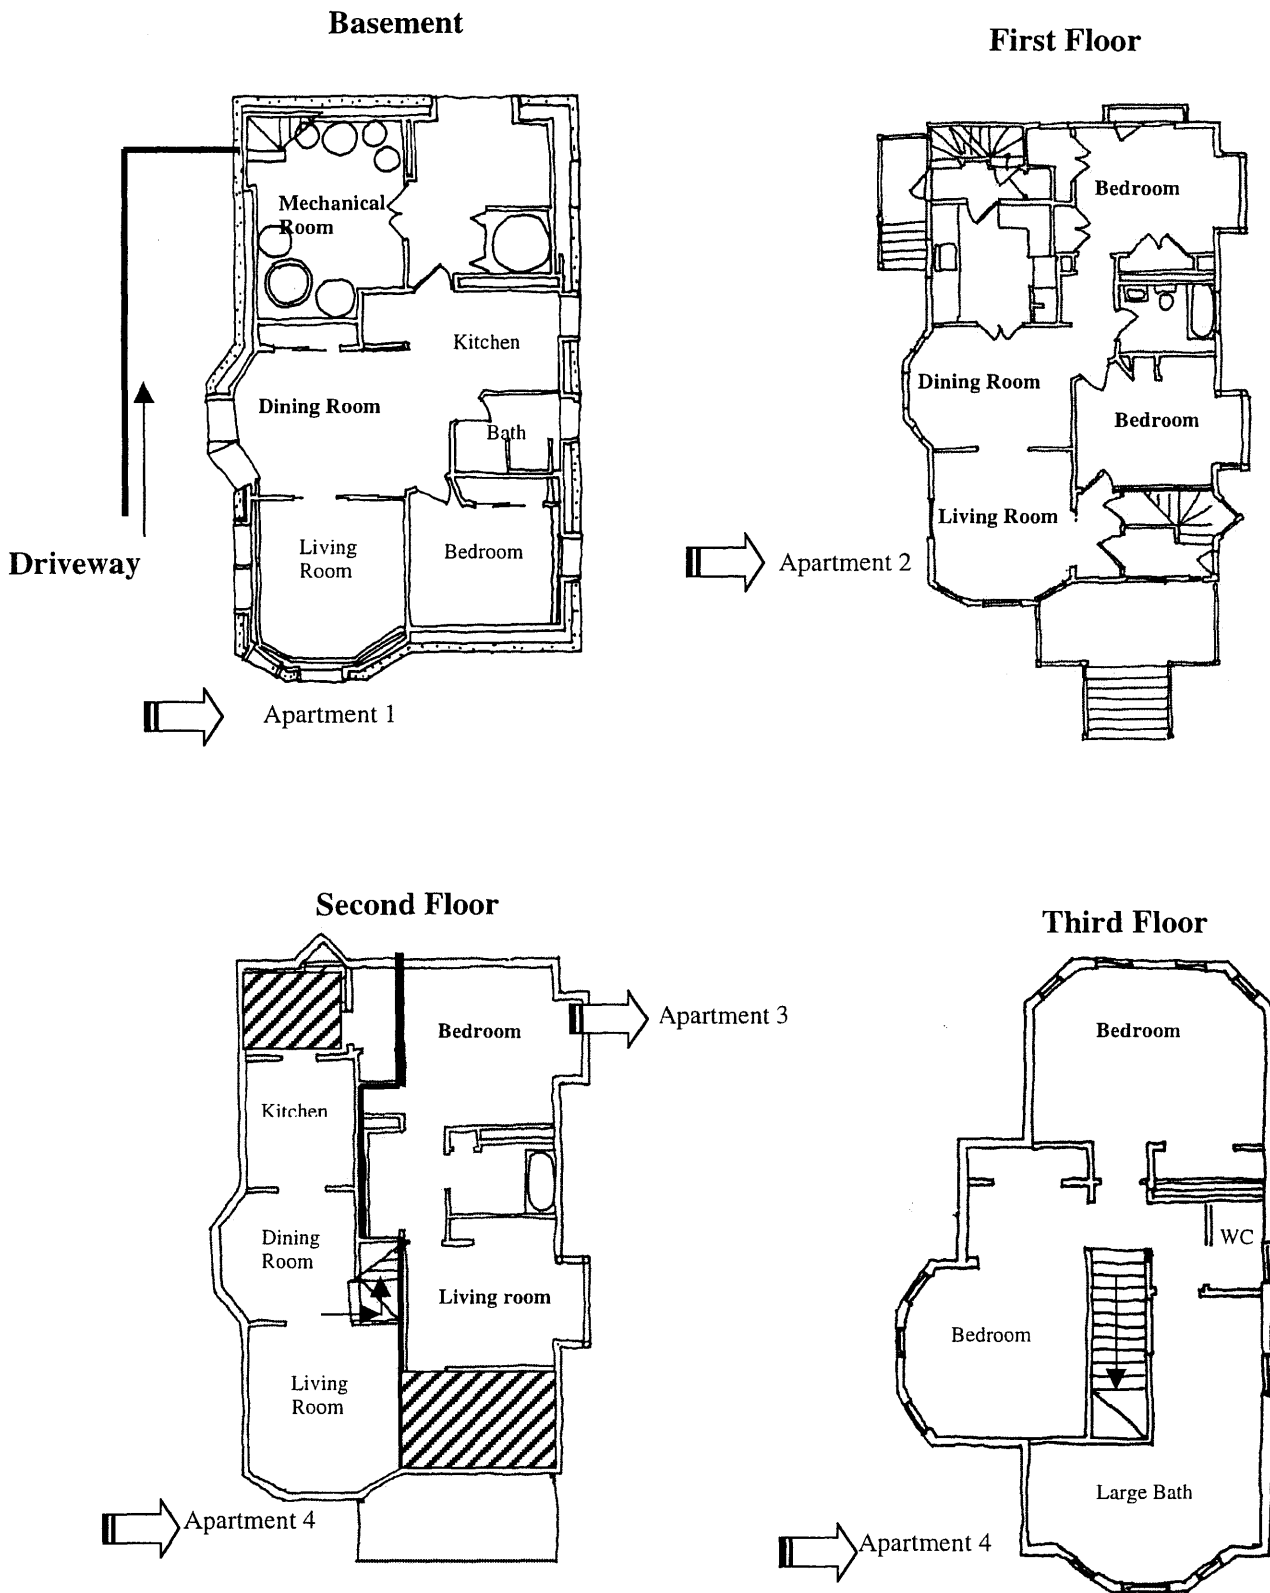 Basement
First Floor
Mechanical
Room
Kitchen
Dining Room
Bath
Living
Room
Bedroom
Driveway
Apartment 1
Bedroom
Dining Room
Bedroom
Living Room
Apartment 2
Second Floor
Third Floor
Bedroom
Apartment 3
Kitchen
Dining
Room
Living room
Living
Room
Apartment 4
Bedroom
WC
Bedroom
Large Bath
Apartment 4